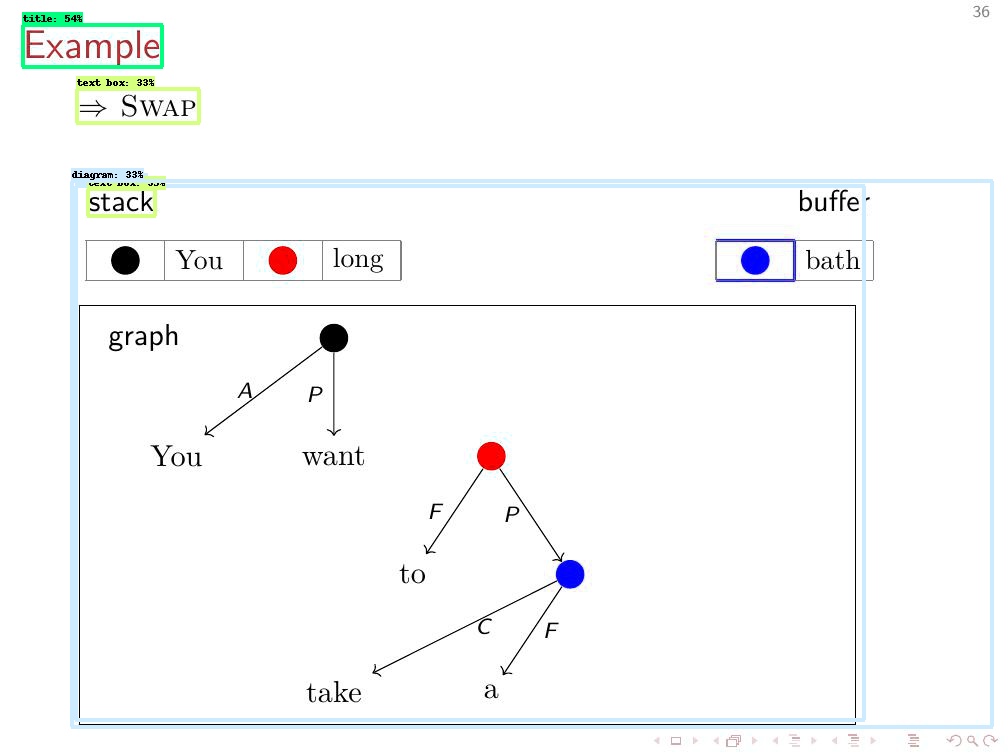 36
title: 54%
Example
text box: 33%
⇒ SWAP
diagram: 33%
text box: 33%
stack buffer
You long bath
graph
A P
You want
F P
to
C F
take a